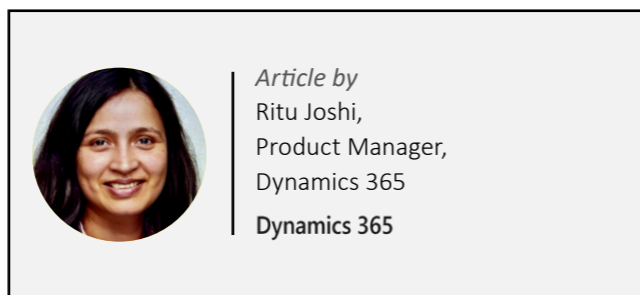 Article by
Ritu Joshi,
Product Manager,
Dynamics 365
Dynamics 365